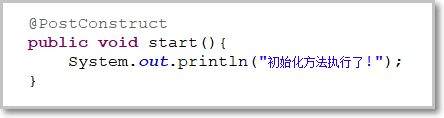 @PostConstruct
public void start(){
System.out.println("初始化方法执行了!");
}